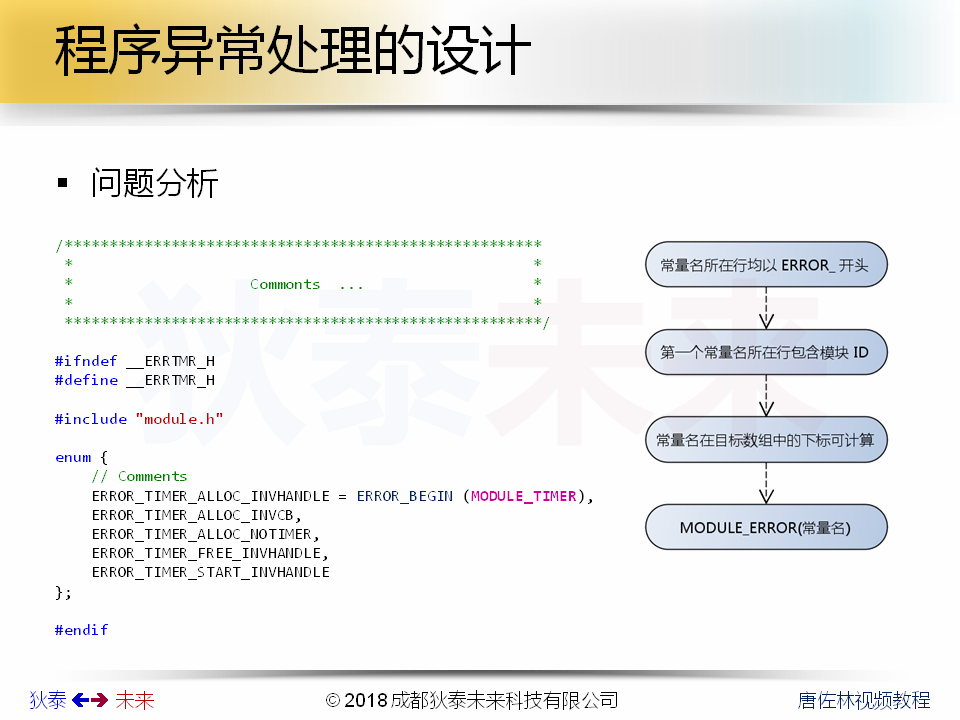 程序异常处理的设计
▪ 问题分析
/******************************************************
 *                                                    *
 *                    Commonts  ...                   *
 *                                                    *
 ******************************************************/
#ifndef __ERRTMR_H
#define __ERRTMR_H
#include "module.h"
enum {
    // Comments
    ERROR_TIMER_ALLOC_INVHANDLE = ERROR_BEGIN (MODULE_TIMER),
    ERROR_TIMER_ALLOC_INVCB,
    ERROR_TIMER_ALLOC_NOTIMER,
    ERROR_TIMER_FREE_INVHANDLE,
    ERROR_TIMER_START_INVHANDLE
};
#endif
常量名所在行均以 ERROR_ 开头
第一个常量名所在行包含模块 ID
常量名在目标数组中的下标可计算
MODULE_ERROR(常量名)
狄泰未来
狄泰 未来
© 2018 成都狄泰未来科技有限公司
唐佐林视频教程